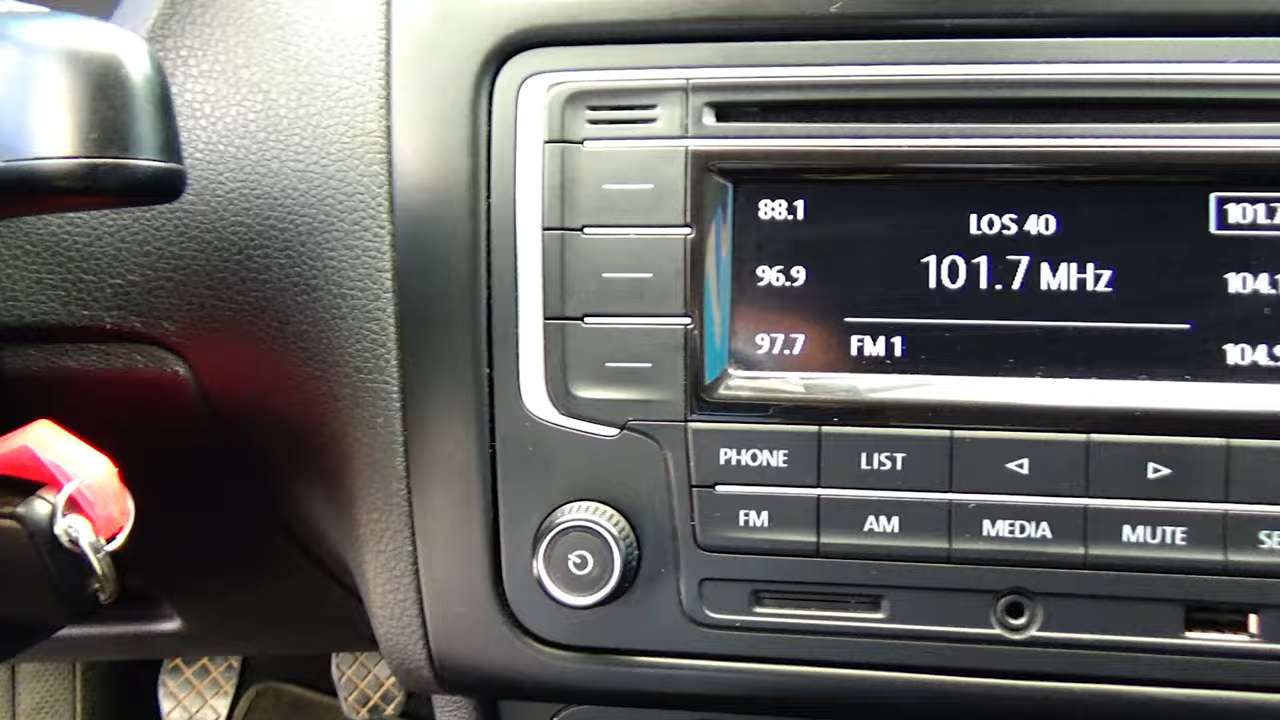 88.1
LOS 40
101.7 MHz
96.9
97.7
FM 1
PHONE
LIST
FM
AM
MEDIA
MUTE